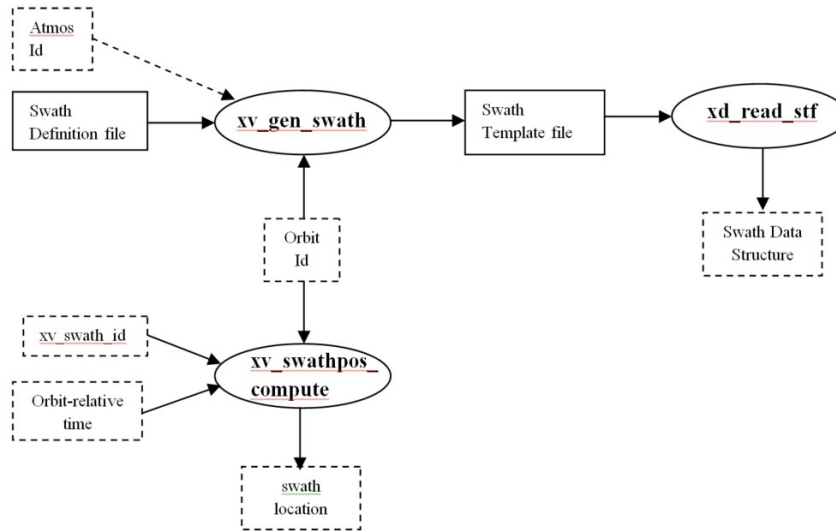 Atmos
Id
Swath
Definition file
xv_gen_swath
Swath
Template file
xd_read_stf
Swath Data
Structure
Orbit
Id
xv_swath_id
Orbit-relative
time
xv_swathpos_
compute
swath
location